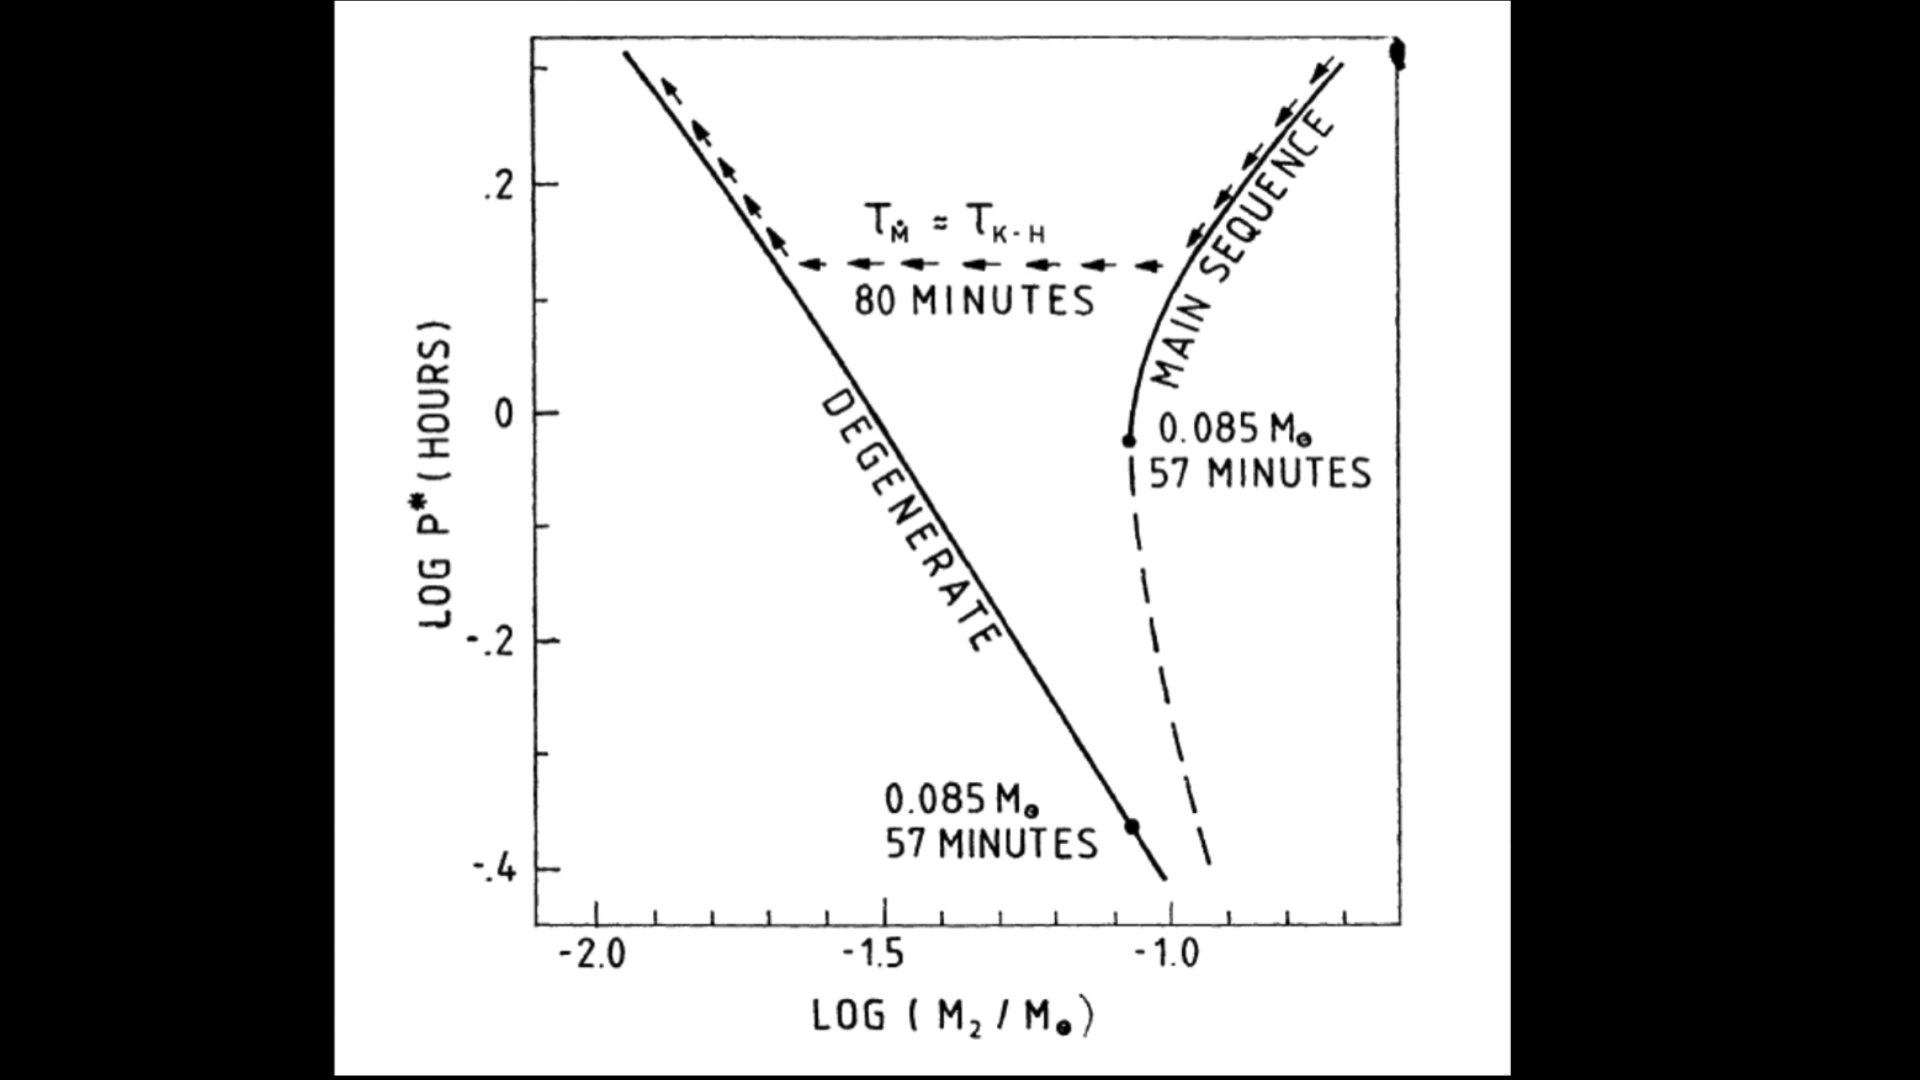 .2
0
-.2
-.4
LOG P* (HOURS)
T_Ṁ ≈ T_K-H
80 MINUTES
MAIN SEQUENCE
DEGENERATE
0.085 M⊙
57 MINUTES
0.085 M⊙
57 MINUTES
-2.0 -1.5 -1.0
LOG ( M₂ / M⊙ )